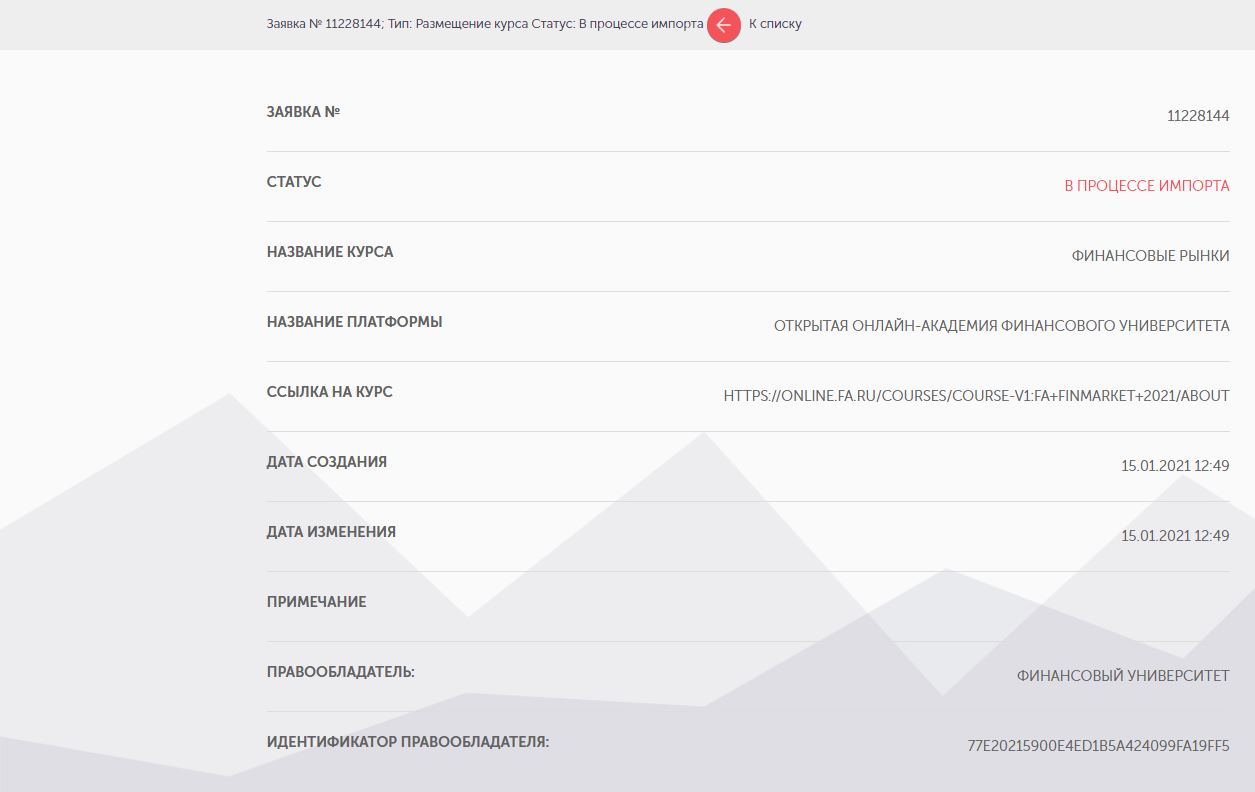 Заявка № 11228144; Тип: Размещение курса Статус: В процессе импорта К списку
ЗАЯВКА № 11228144
СТАТУС В ПРОЦЕССЕ ИМПОРТА
НАЗВАНИЕ КУРСА ФИНАНСОВЫЕ РЫНКИ
НАЗВАНИЕ ПЛАТФОРМЫ ОТКРЫТАЯ ОНЛАЙН-АКАДЕМИЯ ФИНАНСОВОГО УНИВЕРСИТЕТА
ССЫЛКА НА КУРС HTTPS://ONLINE.FA.RU/COURSES/COURSE-V1:FA+FINMARKET+2021/ABOUT
ДАТА СОЗДАНИЯ 15.01.2021 12:49
ДАТА ИЗМЕНЕНИЯ 15.01.2021 12:49
ПРИМЕЧАНИЕ
ПРАВООБЛАДАТЕЛЬ: ФИНАНСОВЫЙ УНИВЕРСИТЕТ
ИДЕНТИФИКАТОР ПРАВООБЛАДАТЕЛЯ: 77E20215900E4ED1B5A424099FA19FF5